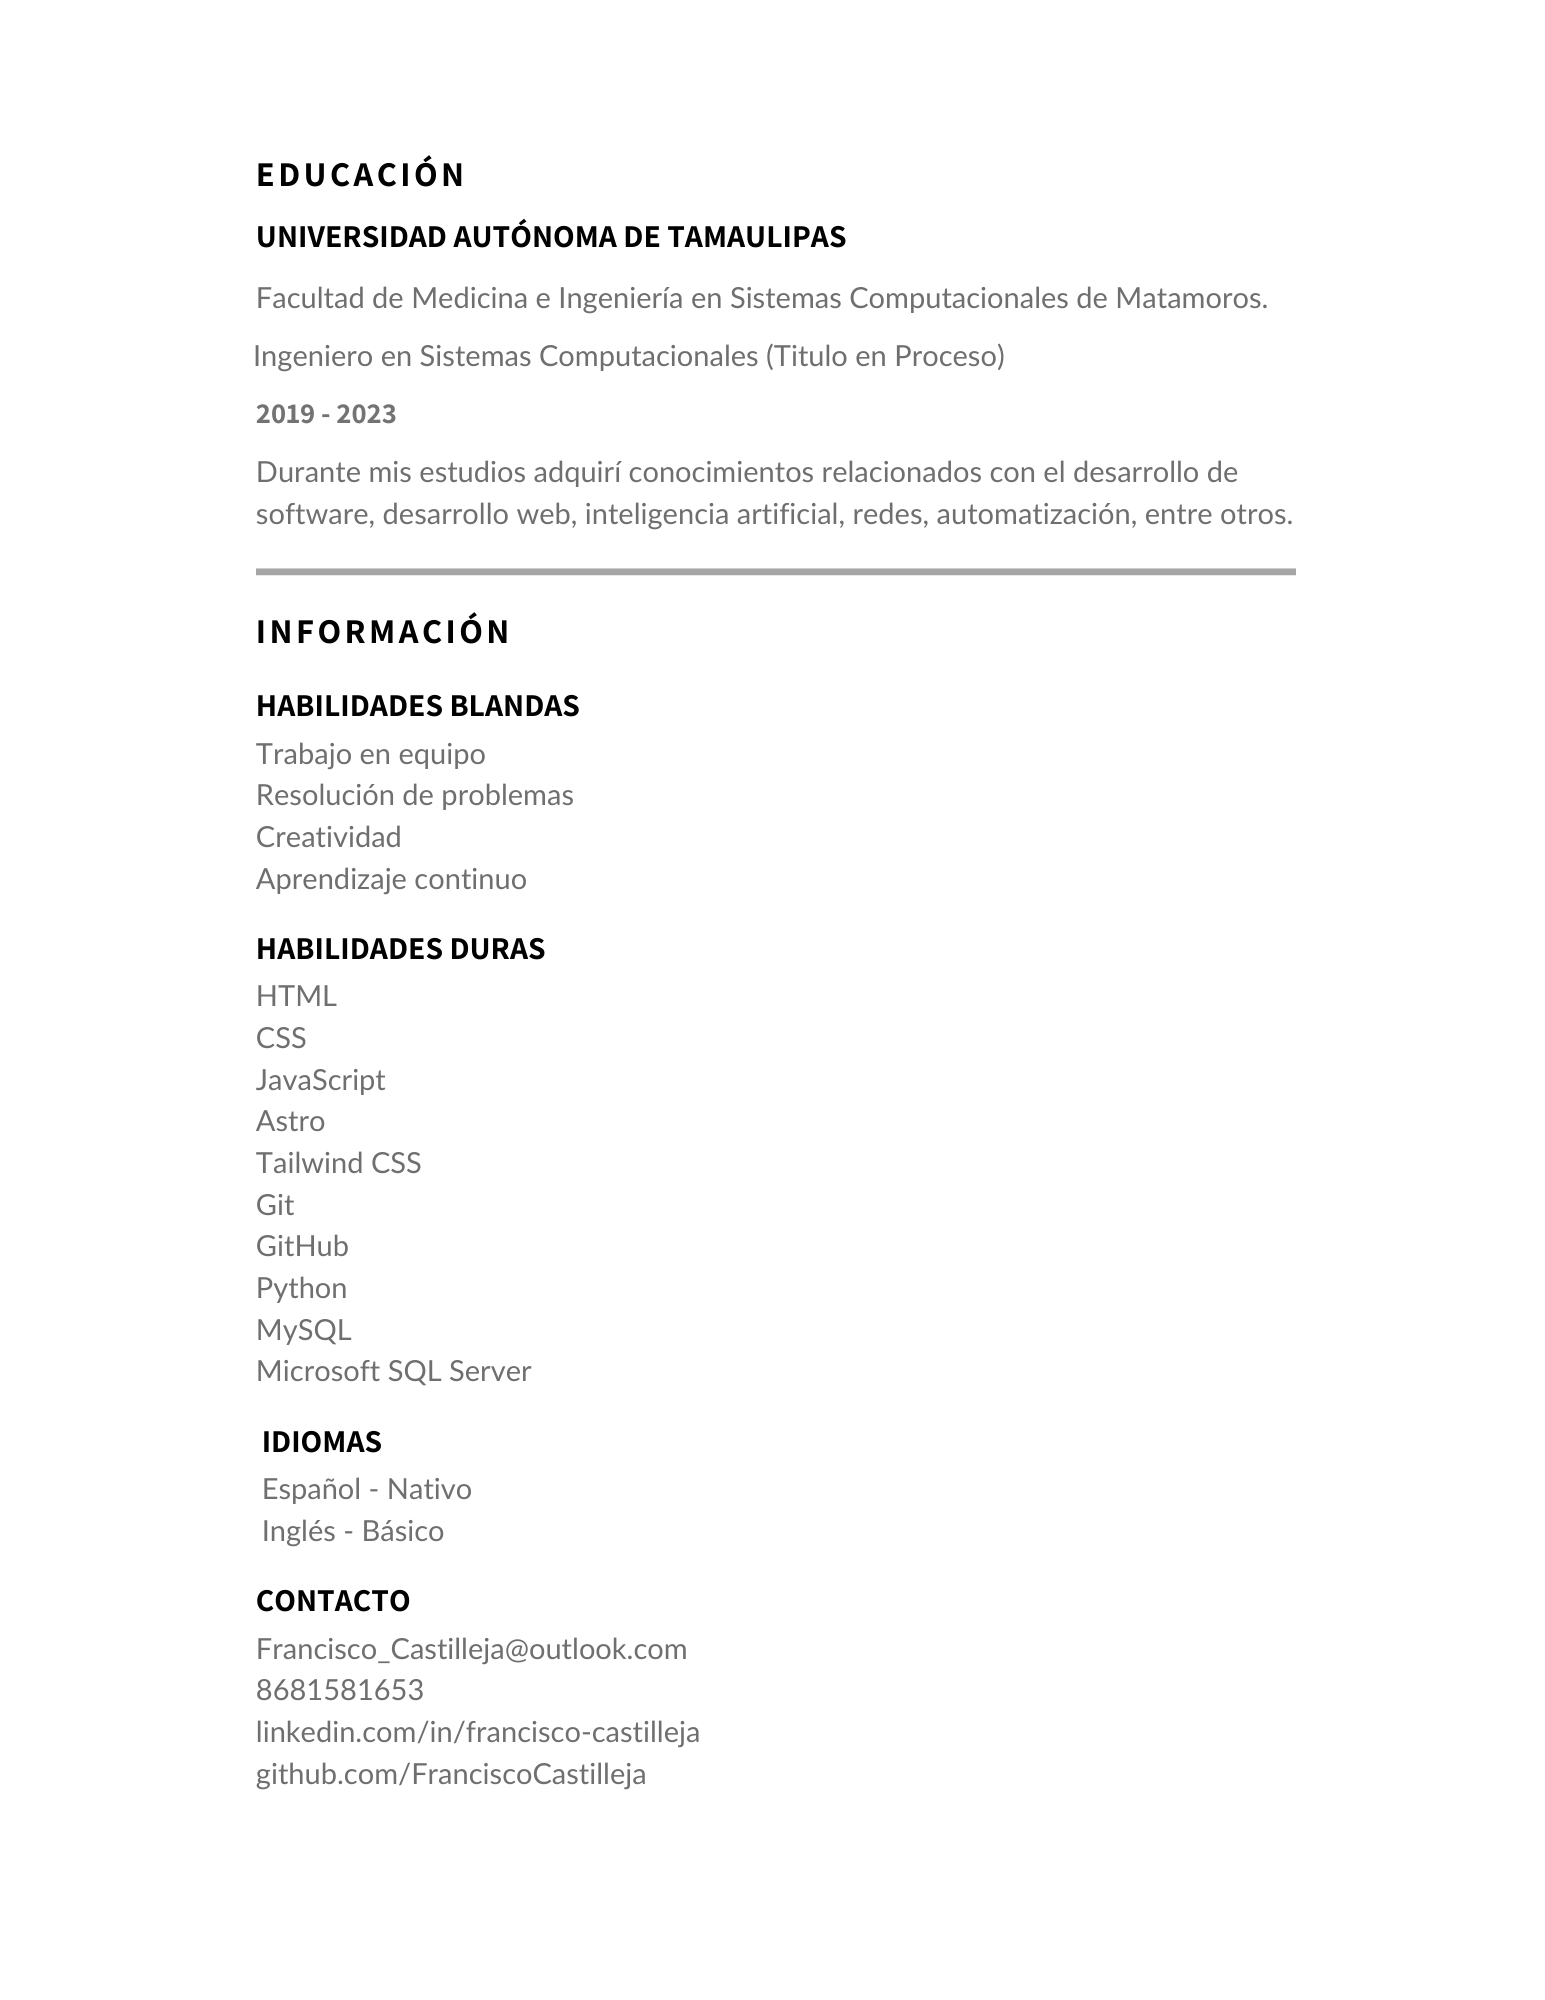 EDUCACIÓN
UNIVERSIDAD AUTÓNOMA DE TAMAULIPAS
Facultad de Medicina e Ingeniería en Sistemas Computacionales de Matamoros.
Ingeniero en Sistemas Computacionales (Titulo en Proceso)
2019 - 2023
Durante mis estudios adquirí conocimientos relacionados con el desarrollo de
software, desarrollo web, inteligencia artificial, redes, automatización, entre otros.
INFORMACIÓN
HABILIDADES BLANDAS
Trabajo en equipo
Resolución de problemas
Creatividad
Aprendizaje continuo
HABILIDADES DURAS
HTML
CSS
JavaScript
Astro
Tailwind CSS
Git
GitHub
Python
MySQL
Microsoft SQL Server
IDIOMAS
Español - Nativo
Inglés - Básico
CONTACTO
Francisco_Castilleja@outlook.com
8681581653
linkedin.com/in/francisco-castilleja
github.com/FranciscoCastilleja